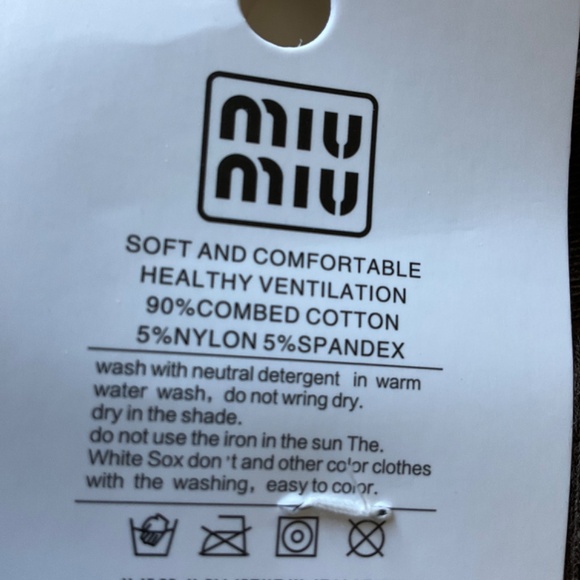 miu
miu
SOFT AND COMFORTABLE
HEALTHY VENTILATION
90%COMBED COTTON
5%NYLON 5%SPANDEX
wash with neutral detergent in warm
water wash, do not wring dry.
dry in the shade.
do not use the iron in the sun The.
White Sox don 't and other color clothes
with the washing, easy to color.